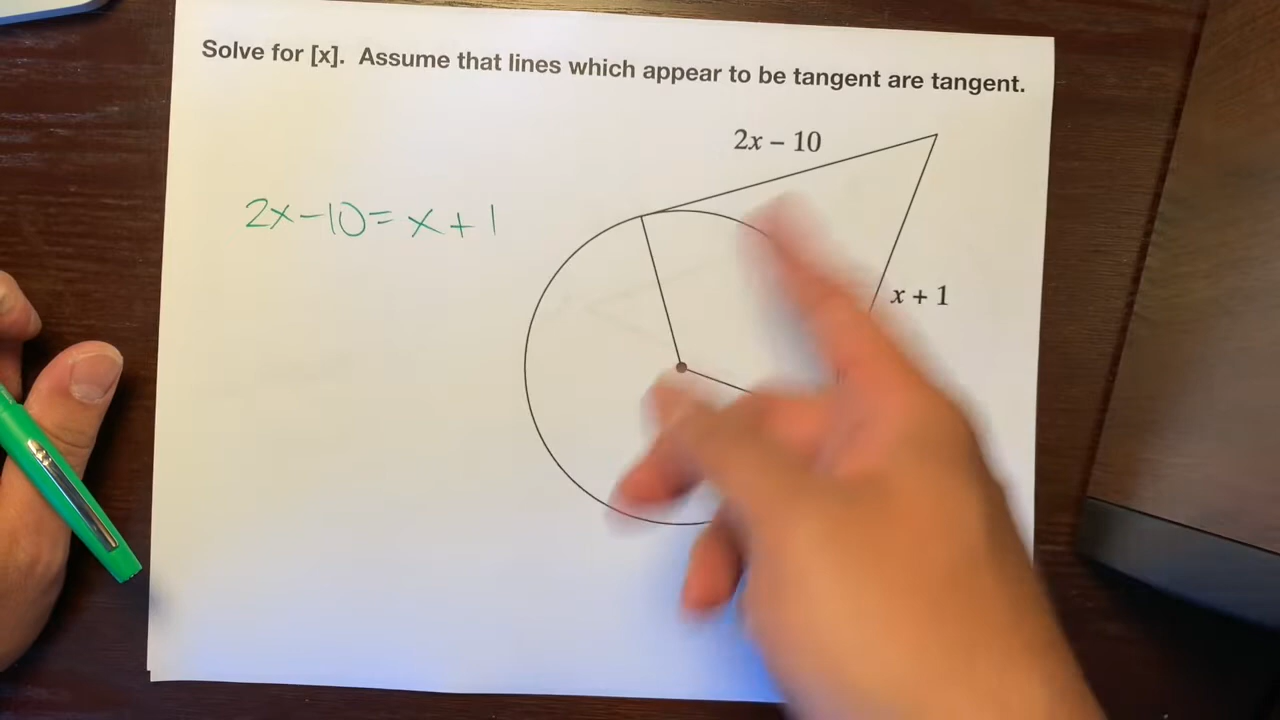 Solve for [x]. Assume that lines which appear to be tangent are tangent.
2x – 10
2x-10=x+1
x + 1